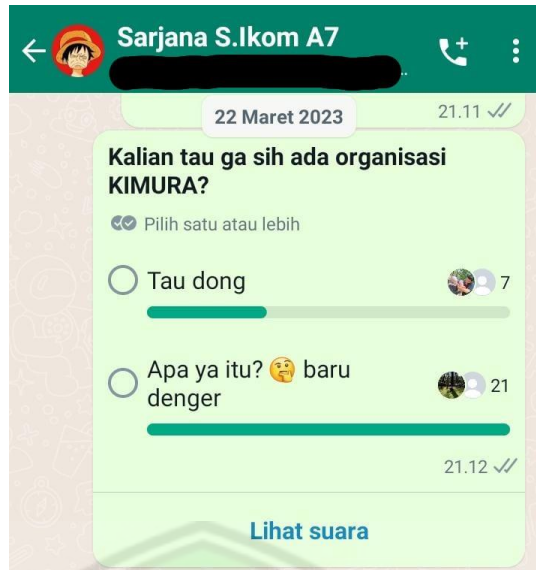 Sarjana S.Ikom A7
..
21.11
22 Maret 2023
Kalian tau ga sih ada organisasi
KIMURA?
Pilih satu atau lebih
Tau dong
7
Apa ya itu? 🤔 baru
denger
21
21.12
Lihat suara